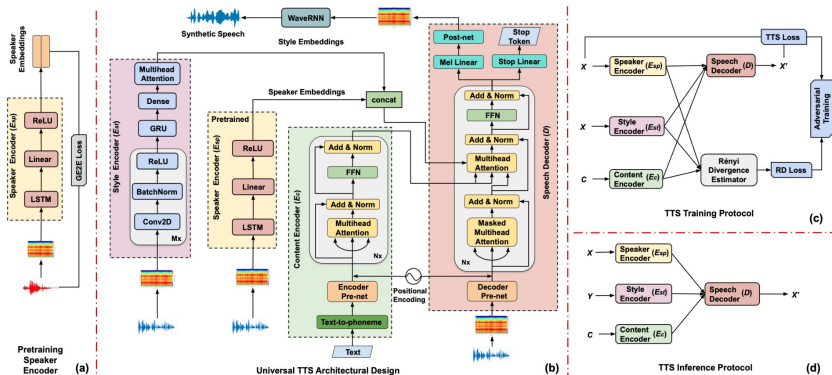 Speaker
Embeddings
Speaker Encoder (Esp)
ReLU
Linear
LSTM
GE2E Loss
Pretraining
Speaker
Encoder
(a)
Synthetic Speech
WaveRNN
Style Embeddings
Speaker Embeddings
concat
Style Encoder (Est)
Multihead
Attention
Dense
GRU
ReLU
BatchNorm
Conv2D
Mx
Pretrained
Speaker Encoder (Esp)
ReLU
Linear
LSTM
Content Encoder (Ec)
Add & Norm
FFN
Add & Norm
Multihead
Attention
Nx
Encoder
Pre-net
Text-to-phoneme
Text
Positional
Encoding
Post-net
Stop
Token
Mel Linear
Stop Linear
Add & Norm
FFN
Add & Norm
Multihead
Attention
Add & Norm
Masked
Multihead
Attention
Nx
Decoder
Pre-net
Speech Decoder (D)
Universal TTS Architectural Design
(b)
TTS Loss
X
Speaker
Encoder (Esp)
Speech
Decoder (D)
X'
X
Style
Encoder (Est)
Adversarial
Training
C
Content
Encoder (Ec)
Rényi
Divergence
Estimator
RD Loss
TTS Training Protocol
(c)
X
Speaker
Encoder (Esp)
Y
Style
Encoder (Est)
Speech
Decoder (D)
X'
C
Content
Encoder (Ec)
TTS Inference Protocol
(d)